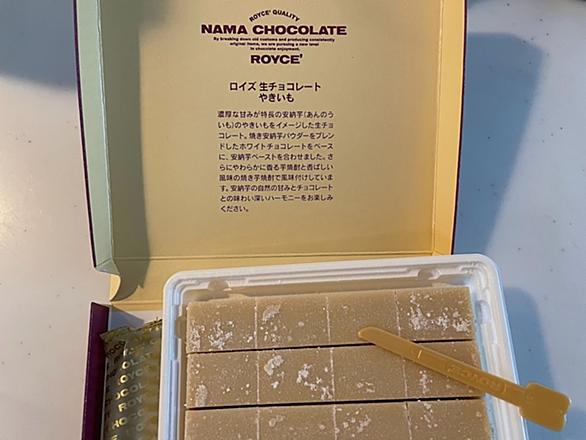 ROYCE' QUALITY
NAMA CHOCOLATE
By breaking down old customs and producing consistently
original items, we are pursuing a new level
in chocolate enjoyment.
ROYCE'
ロイズ 生チョコレート
やきいも
濃厚な甘みが特長の安納芋(あんのう
いも)のやきいもをイメージした生チョ
コレート。焼き安納芋パウダーをブレン
ドしたホワイトチョコレートをベース
に、安納芋ペーストを合わせました。さ
らにやわらかに香る芋焼酎と香ばしい
風味の焼き芋焼酎で風味付けしていま
す。安納芋の自然の甘みとチョコレート
との味わい深いハーモニーをお楽しみ
ください。
ROYCE'